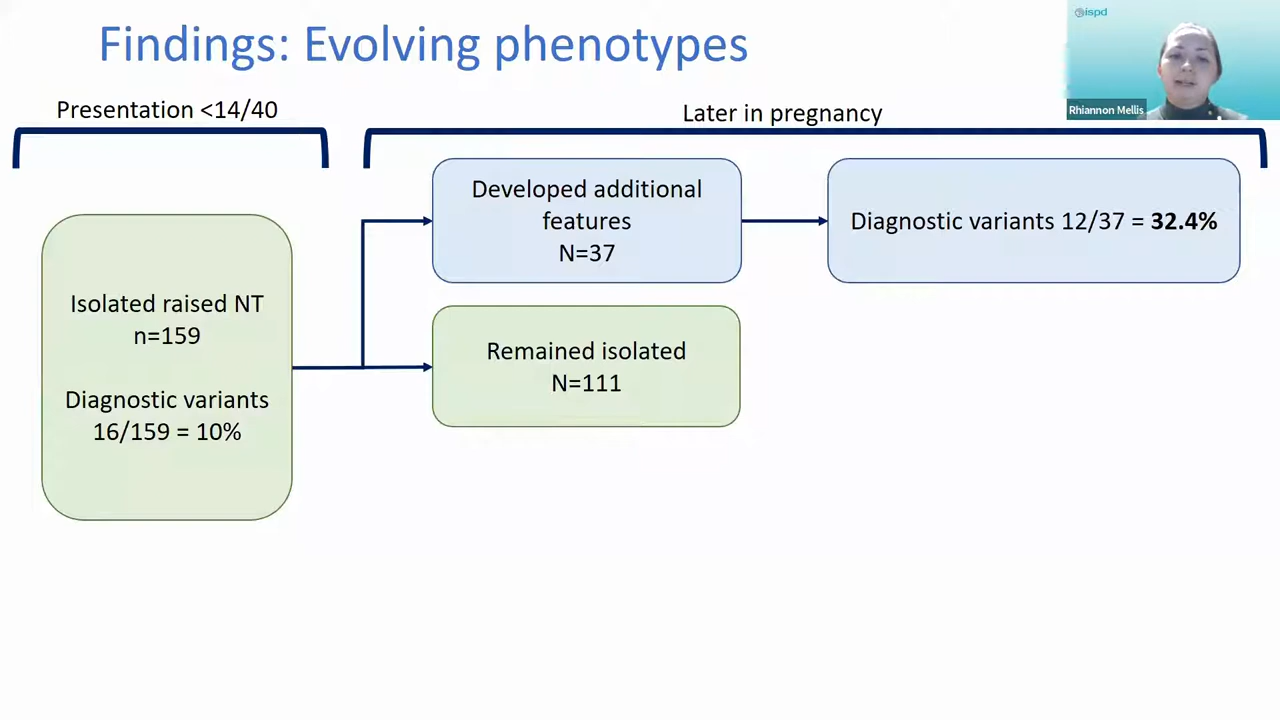 Findings: Evolving phenotypes
ispd
Rhiannon Mellis
Presentation <14/40
Later in pregnancy
Isolated raised NT
n=159
Diagnostic variants
16/159 = 10%
Developed additional
features
N=37
Diagnostic variants 12/37 = 32.4%
Remained isolated
N=111